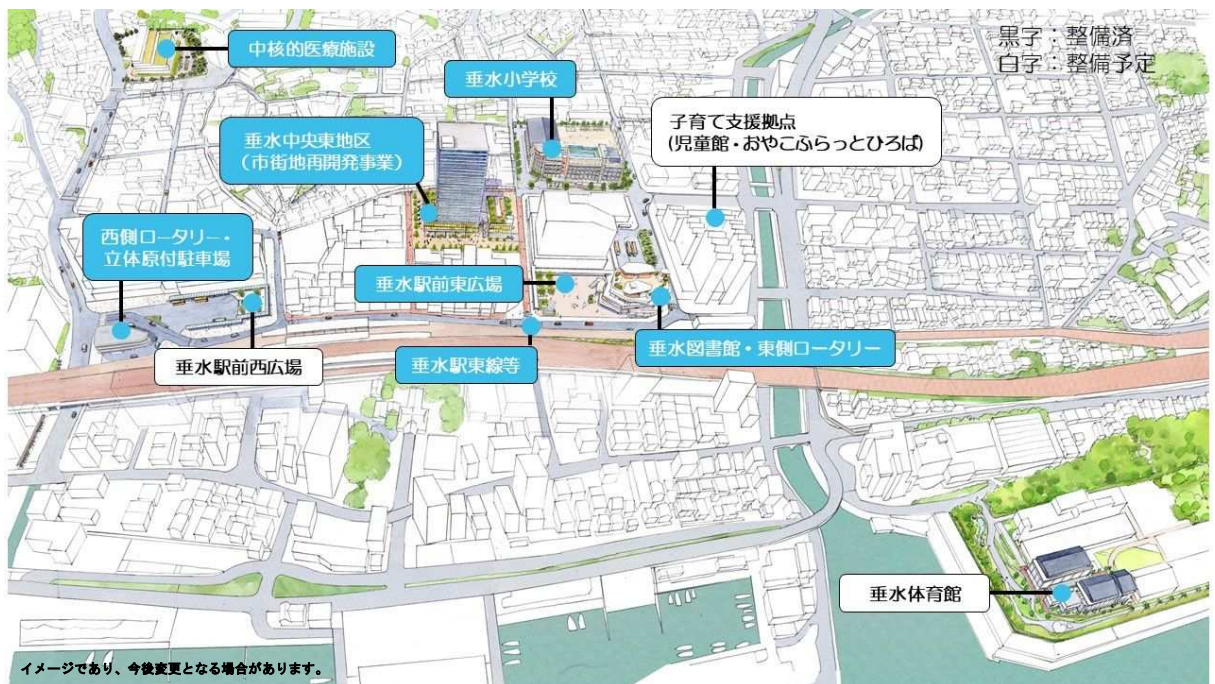 黒字：整備済
白字：整備予定
中核的医療施設
垂水小学校
子育て支援拠点
(児童館・おやこふらっとひろば)
垂水中央東地区
(市街地再開発事業)
西側ロータリー・
立体原付駐車場
垂水駅前東広場
垂水図書館・東側ロータリー
垂水駅前西広場
垂水駅東線等
垂水体育館
イメージであり、今後変更となる場合があります。